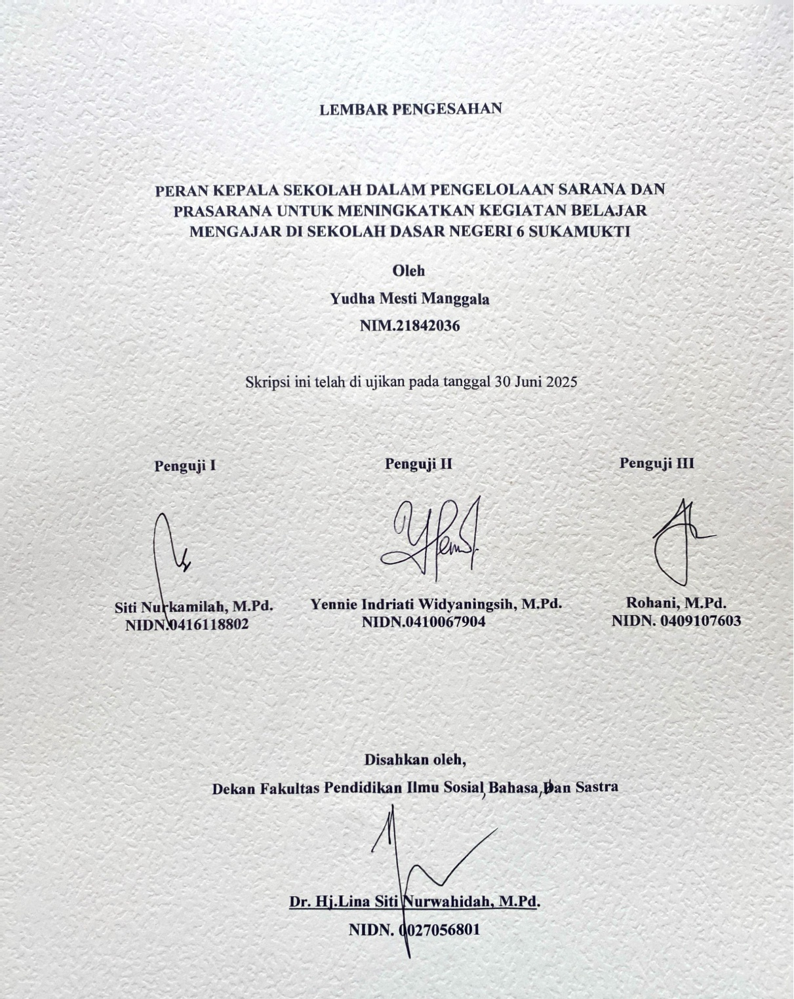 LEMBAR PENGESAHAN
PERAN KEPALA SEKOLAH DALAM PENGELOLAAN SARANA DAN
PRASARANA UNTUK MENINGKATKAN KEGIATAN BELAJAR
MENGAJAR DI SEKOLAH DASAR NEGERI 6 SUKAMUKTI
Oleh
Yudha Mesti Manggala
NIM.21842036
Skripsi ini telah di ujikan pada tanggal 30 Juni 2025
Penguji I Penguji II Penguji III
Siti Nurkamilah, M.Pd. Yennie Indriati Widyaningsih, M.Pd. Rohani, M.Pd.
NIDN.0416118802 NIDN.0410067904 NIDN. 0409107603
Disahkan oleh,
Dekan Fakultas Pendidikan Ilmu Sosial, Bahasa, Dan Sastra
Dr. Hj.Lina Siti Nurwahidah, M.Pd.
NIDN. 0027056801